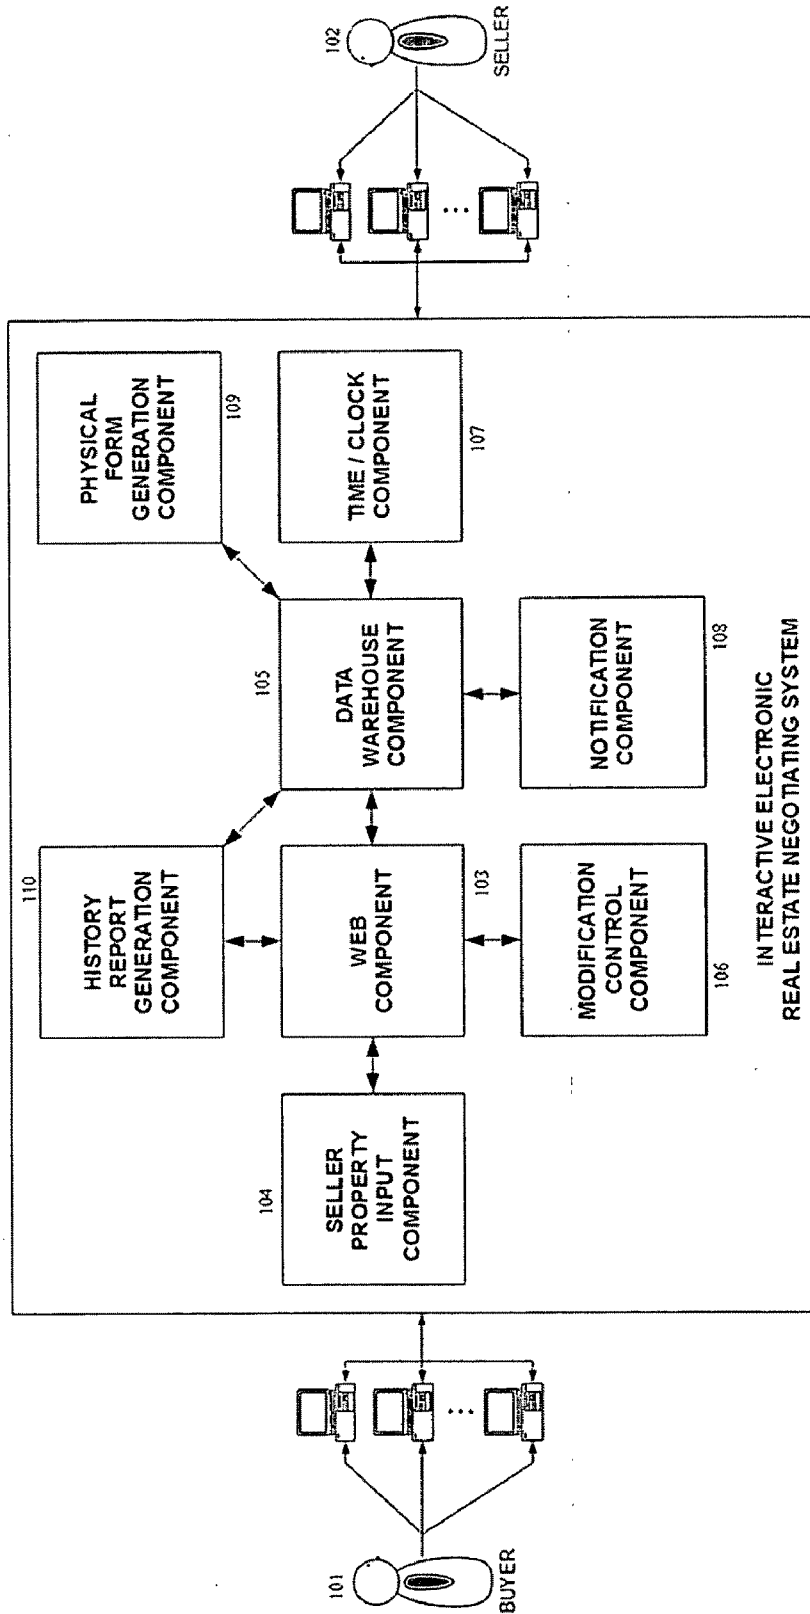 110
HISTORY
REPORT
GENERATION
COMPONENT
PHYSICAL
FORM
GENERATION
COMPONENT
109
102
SELLER
104
SELLER
PROPERTY
INPUT
COMPONENT
WEB
COMPONENT
103
105
DATA
WAREHOUSE
COMPONENT
TIME / CLOCK
COMPONENT
107
101
BUYER
MODIFICATION
CONTROL
COMPONENT
106
NOTIFICATION
COMPONENT
108
INTERACTIVE ELECTRONIC
REAL ESTATE NEGOTIATING SYSTEM